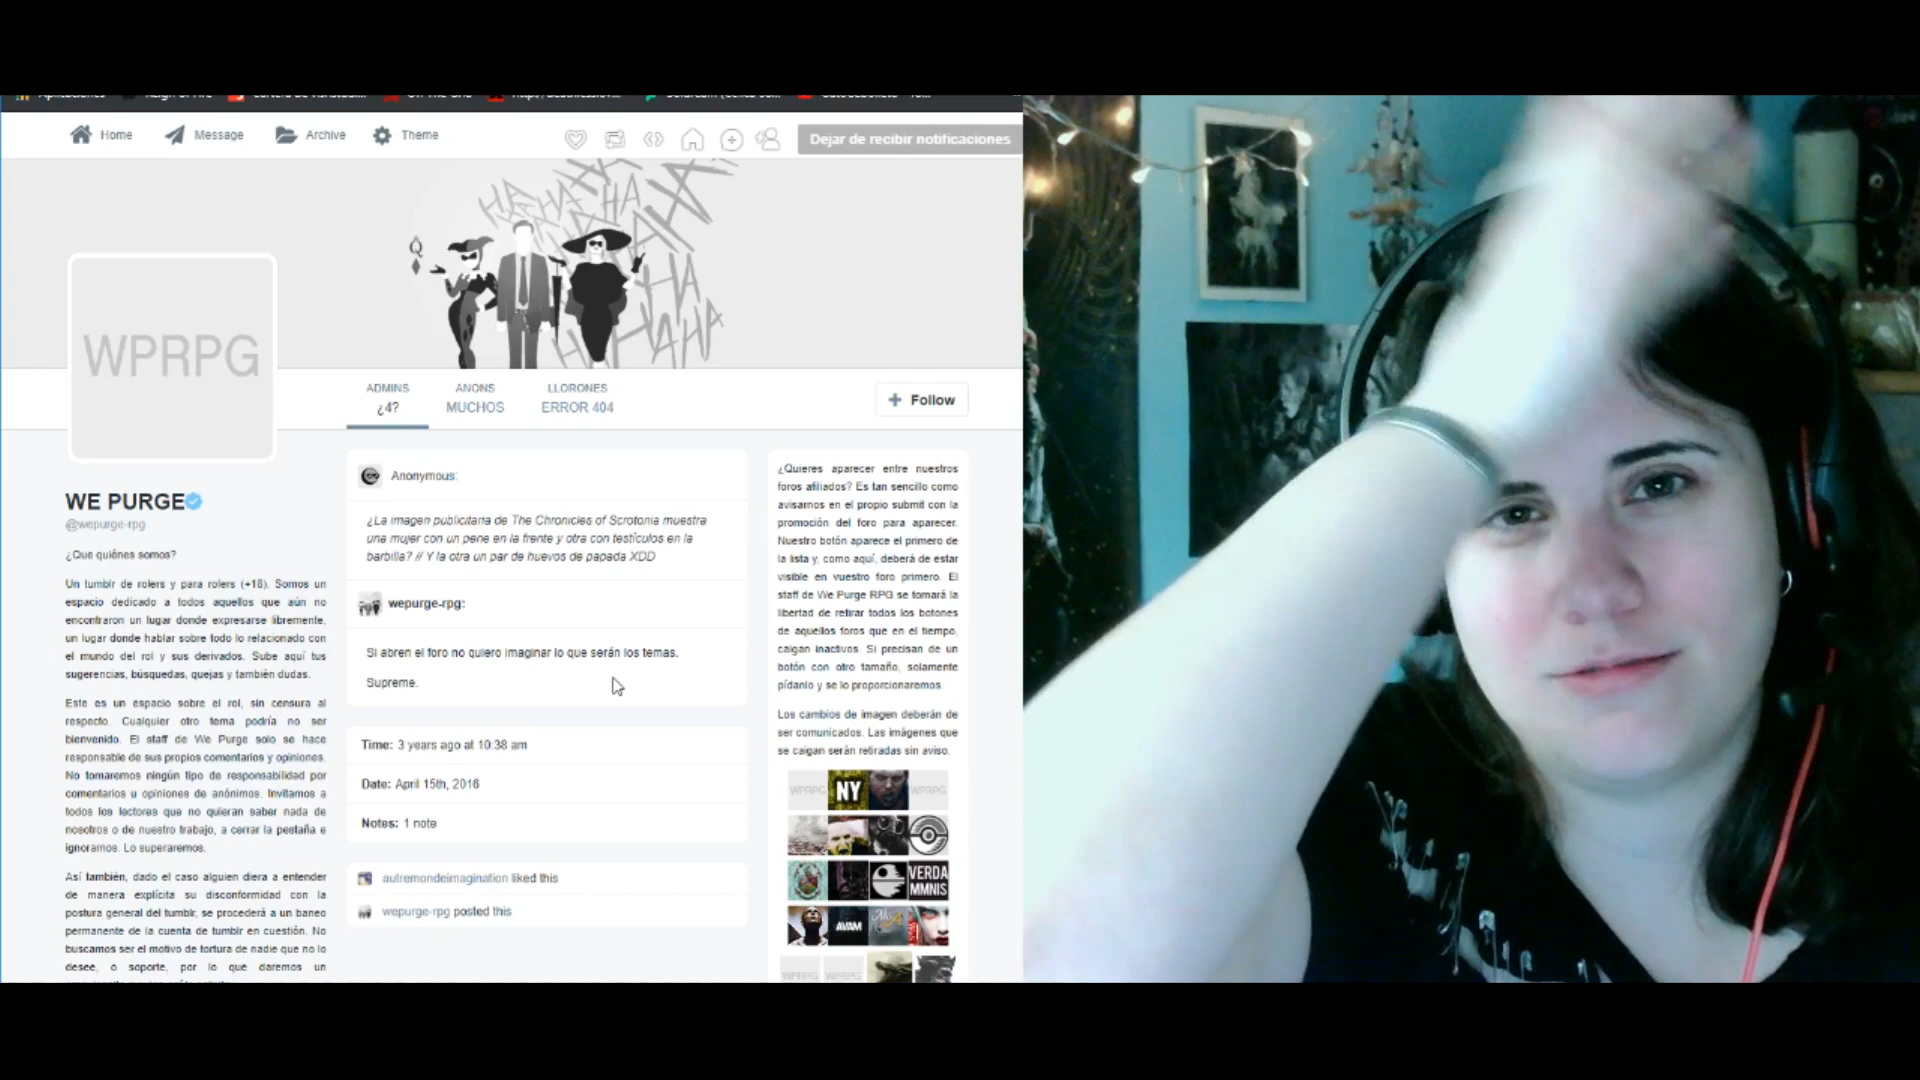 Home Message Archive Theme
Dejar de recibir notificaciones
Q
HA
HAHA
WPRPG
ADMINS ANONS LLORONES
¿4? MUCHOS ERROR 404
Follow
WE PURGE
@wepurge-rpg
¿Que quiénes somos?
Un tumblr de rolers y para rolers (+18). Somos un
espacio dedicado a todos aquellos que aún no
encontraron un lugar donde expresarse libremente,
un lugar donde hablar sobre todo lo relacionado con
el mundo del rol y sus derivados. Sube aquí tus
sugerencias, búsquedas, quejas y también dudas.
Este es un espacio sobre el rol, sin censura al
respecto. Cualquier otro tema podría no ser
bienvenido. El staff de We Purge solo se hace
responsable de sus propios comentarios y opiniones.
No tomaremos ningún tipo de responsabilidad por
comentarios u opiniones de anónimos. Invitamos a
todos los lectores que no quieran saber nada de
nosotros o de nuestro trabajo, a cerrar la pestaña e
ignorarnos. Lo superaremos.
Así también, dado el caso alguien diera a entender
de manera explícita su disconformidad con la
postura general del tumblr, se procederá a un baneo
permanente de la cuenta de tumblr en cuestión. No
buscamos ser el motivo de tortura de nadie que no lo
desee, o soporte, por lo que daremos un
Anonymous:
¿La imagen publicitaria de The Chronicles of Scrotonia muestra
una mujer con un pene en la frente y otra con testículos en la
barbilla? // Y la otra un par de huevos de papada XDD
wepurge-rpg:
Si abren el foro no quiero imaginar lo que serán los temas.
Supreme.
Time: 3 years ago at 10:38 am
Date: April 15th, 2016
Notes: 1 note
autremondeimagination liked this
wepurge-rpg posted this
¿Quieres aparecer entre nuestros
foros afiliados? Es tan sencillo como
avisarnos en el propio submit con la
promoción del foro para aparecer.
Nuestro botón aparece el primero de
la lista y, como aquí, deberá de estar
visible en vuestro foro primero. El
staff de We Purge RPG se tomará la
libertad de retirar todos los botones
de aquellos foros que en el tiempo,
caigan inactivos. Si precisan de un
botón con otro tamaño, solamente
pídanlo y se lo proporcionaremos.
Los cambios de imagen deberán de
ser comunicados. Las imágenes que
se caigan serán retiradas sin aviso.
WPRPG NY WPRPG
VERDA
MMNIS
AVAM
WPRPG WPRPG